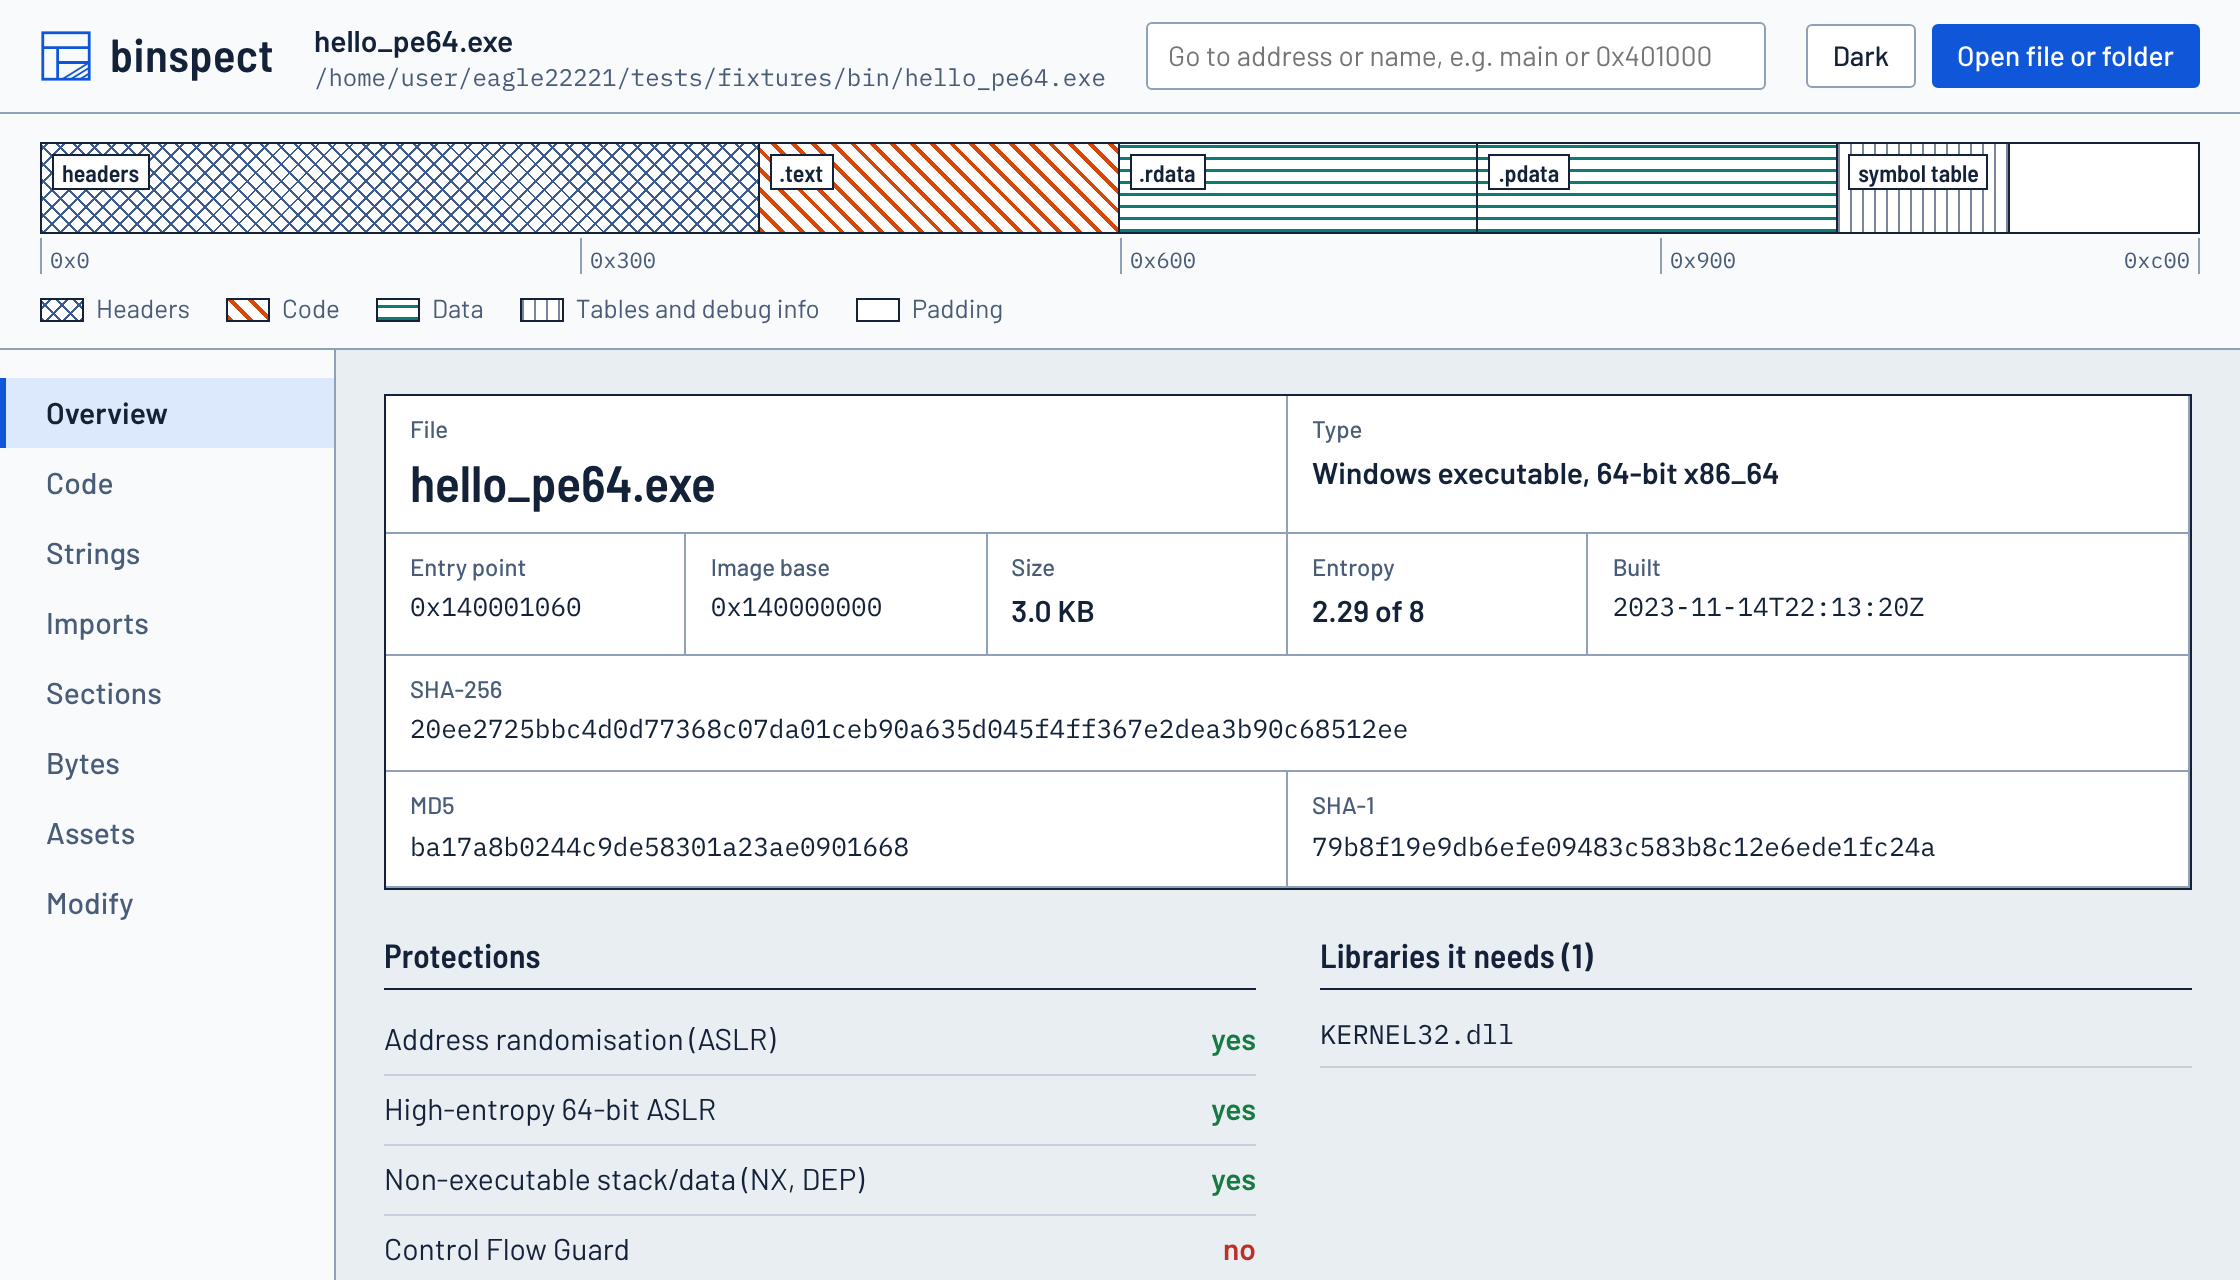 binspect
hello_pe64.exe
/home/user/eagle22221/tests/fixtures/bin/hello_pe64.exe
Go to address or name, e.g. main or 0x401000
Dark
Open file or folder
headers
.text
.rdata
.pdata
symbol table
0x0
0x300
0x600
0x900
0xc00
Headers
Code
Data
Tables and debug info
Padding
Overview
Code
Strings
Imports
Sections
Bytes
Assets
Modify
File
hello_pe64.exe
Type
Windows executable, 64-bit x86_64
Entry point
0x140001060
Image base
0x140000000
Size
3.0 KB
Entropy
2.29 of 8
Built
2023-11-14T22:13:20Z
SHA-256
20ee2725bbc4d0d77368c07da01ceb90a635d045f4ff367e2dea3b90c68512ee
MD5
ba17a8b0244c9de58301a23ae0901668
SHA-1
79b8f19e9db6efe09483c583b8c12e6ede1fc24a
Protections
Address randomisation (ASLR)
yes
High-entropy 64-bit ASLR
yes
Non-executable stack/data (NX, DEP)
yes
Control Flow Guard
no
Libraries it needs (1)
KERNEL32.dll